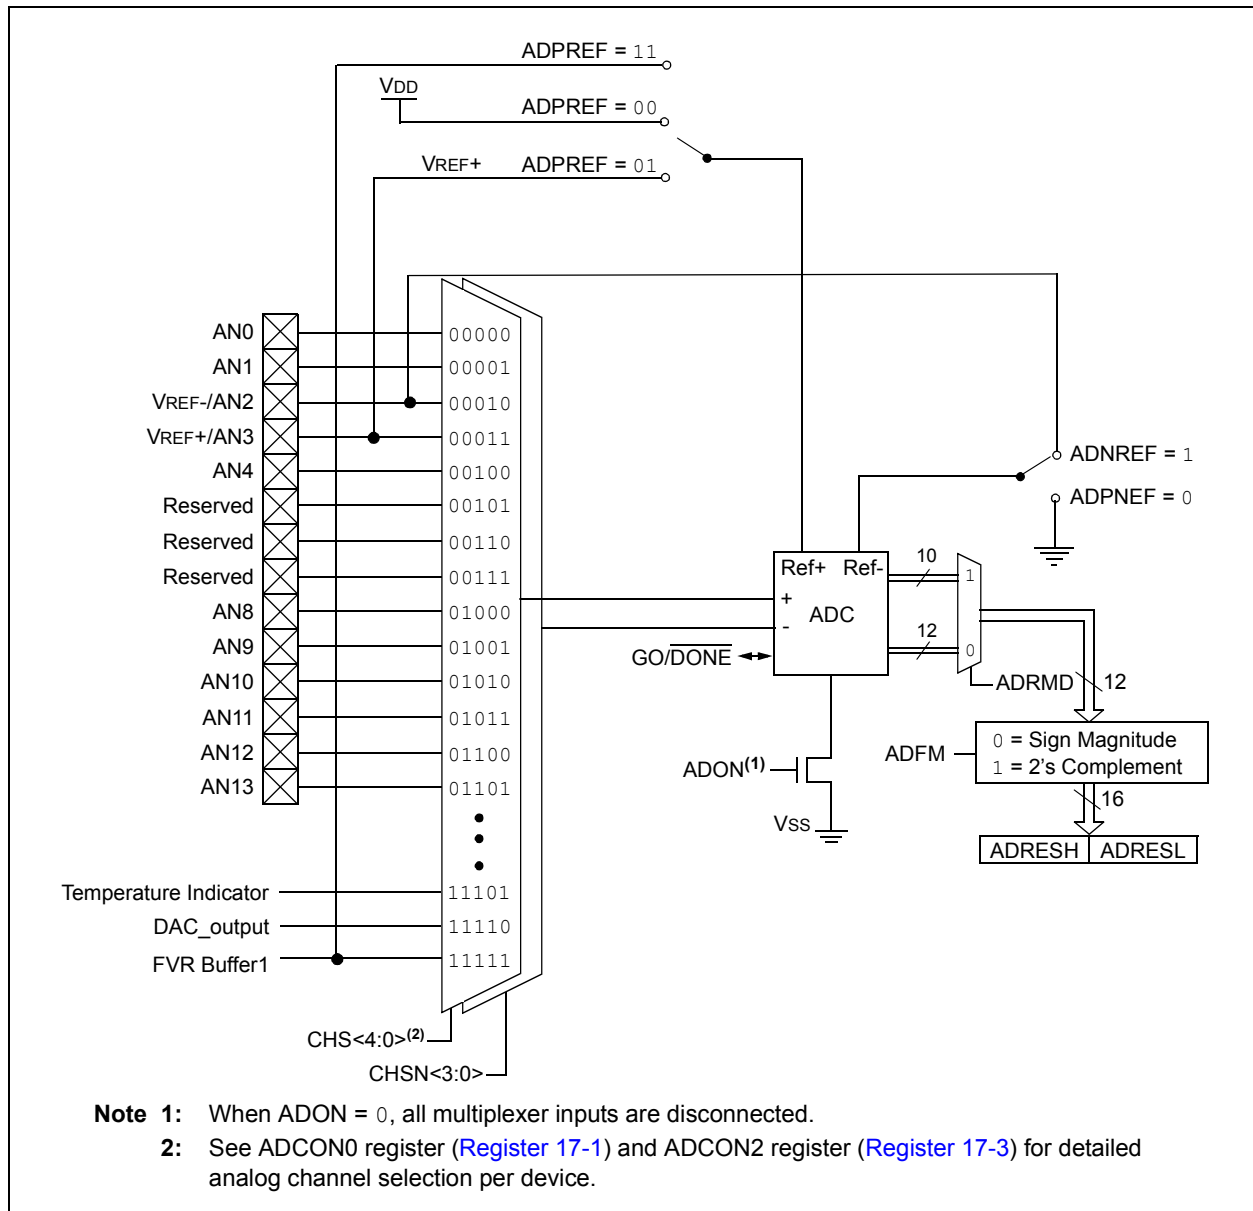 ADPREF = 11
VDD
ADPREF = 00
VREF+ ADPREF = 01
AN0 00000
AN1 00001
VREF-/AN2 00010
VREF+/AN3 00011
AN4 00100
Reserved 00101
Reserved 00110
Reserved 00111
AN8 01000
AN9 01001
AN10 01010
AN11 01011
AN12 01100
AN13 01101
Temperature Indicator 11101
DAC_output 11110
FVR Buffer1 11111
CHS<4:0>(2)
CHSN<3:0>
ADNREF = 1
ADPNEF = 0
Ref+ Ref-
+
ADC
-
GO/DONE
10
1
12
0
ADRMD
12
ADON(1)
VSS
ADFM
0 = Sign Magnitude
1 = 2's Complement
16
ADRESH ADRESL
Note 1: When ADON = 0, all multiplexer inputs are disconnected.
2: See ADCON0 register (Register 17-1) and ADCON2 register (Register 17-3) for detailed
analog channel selection per device.